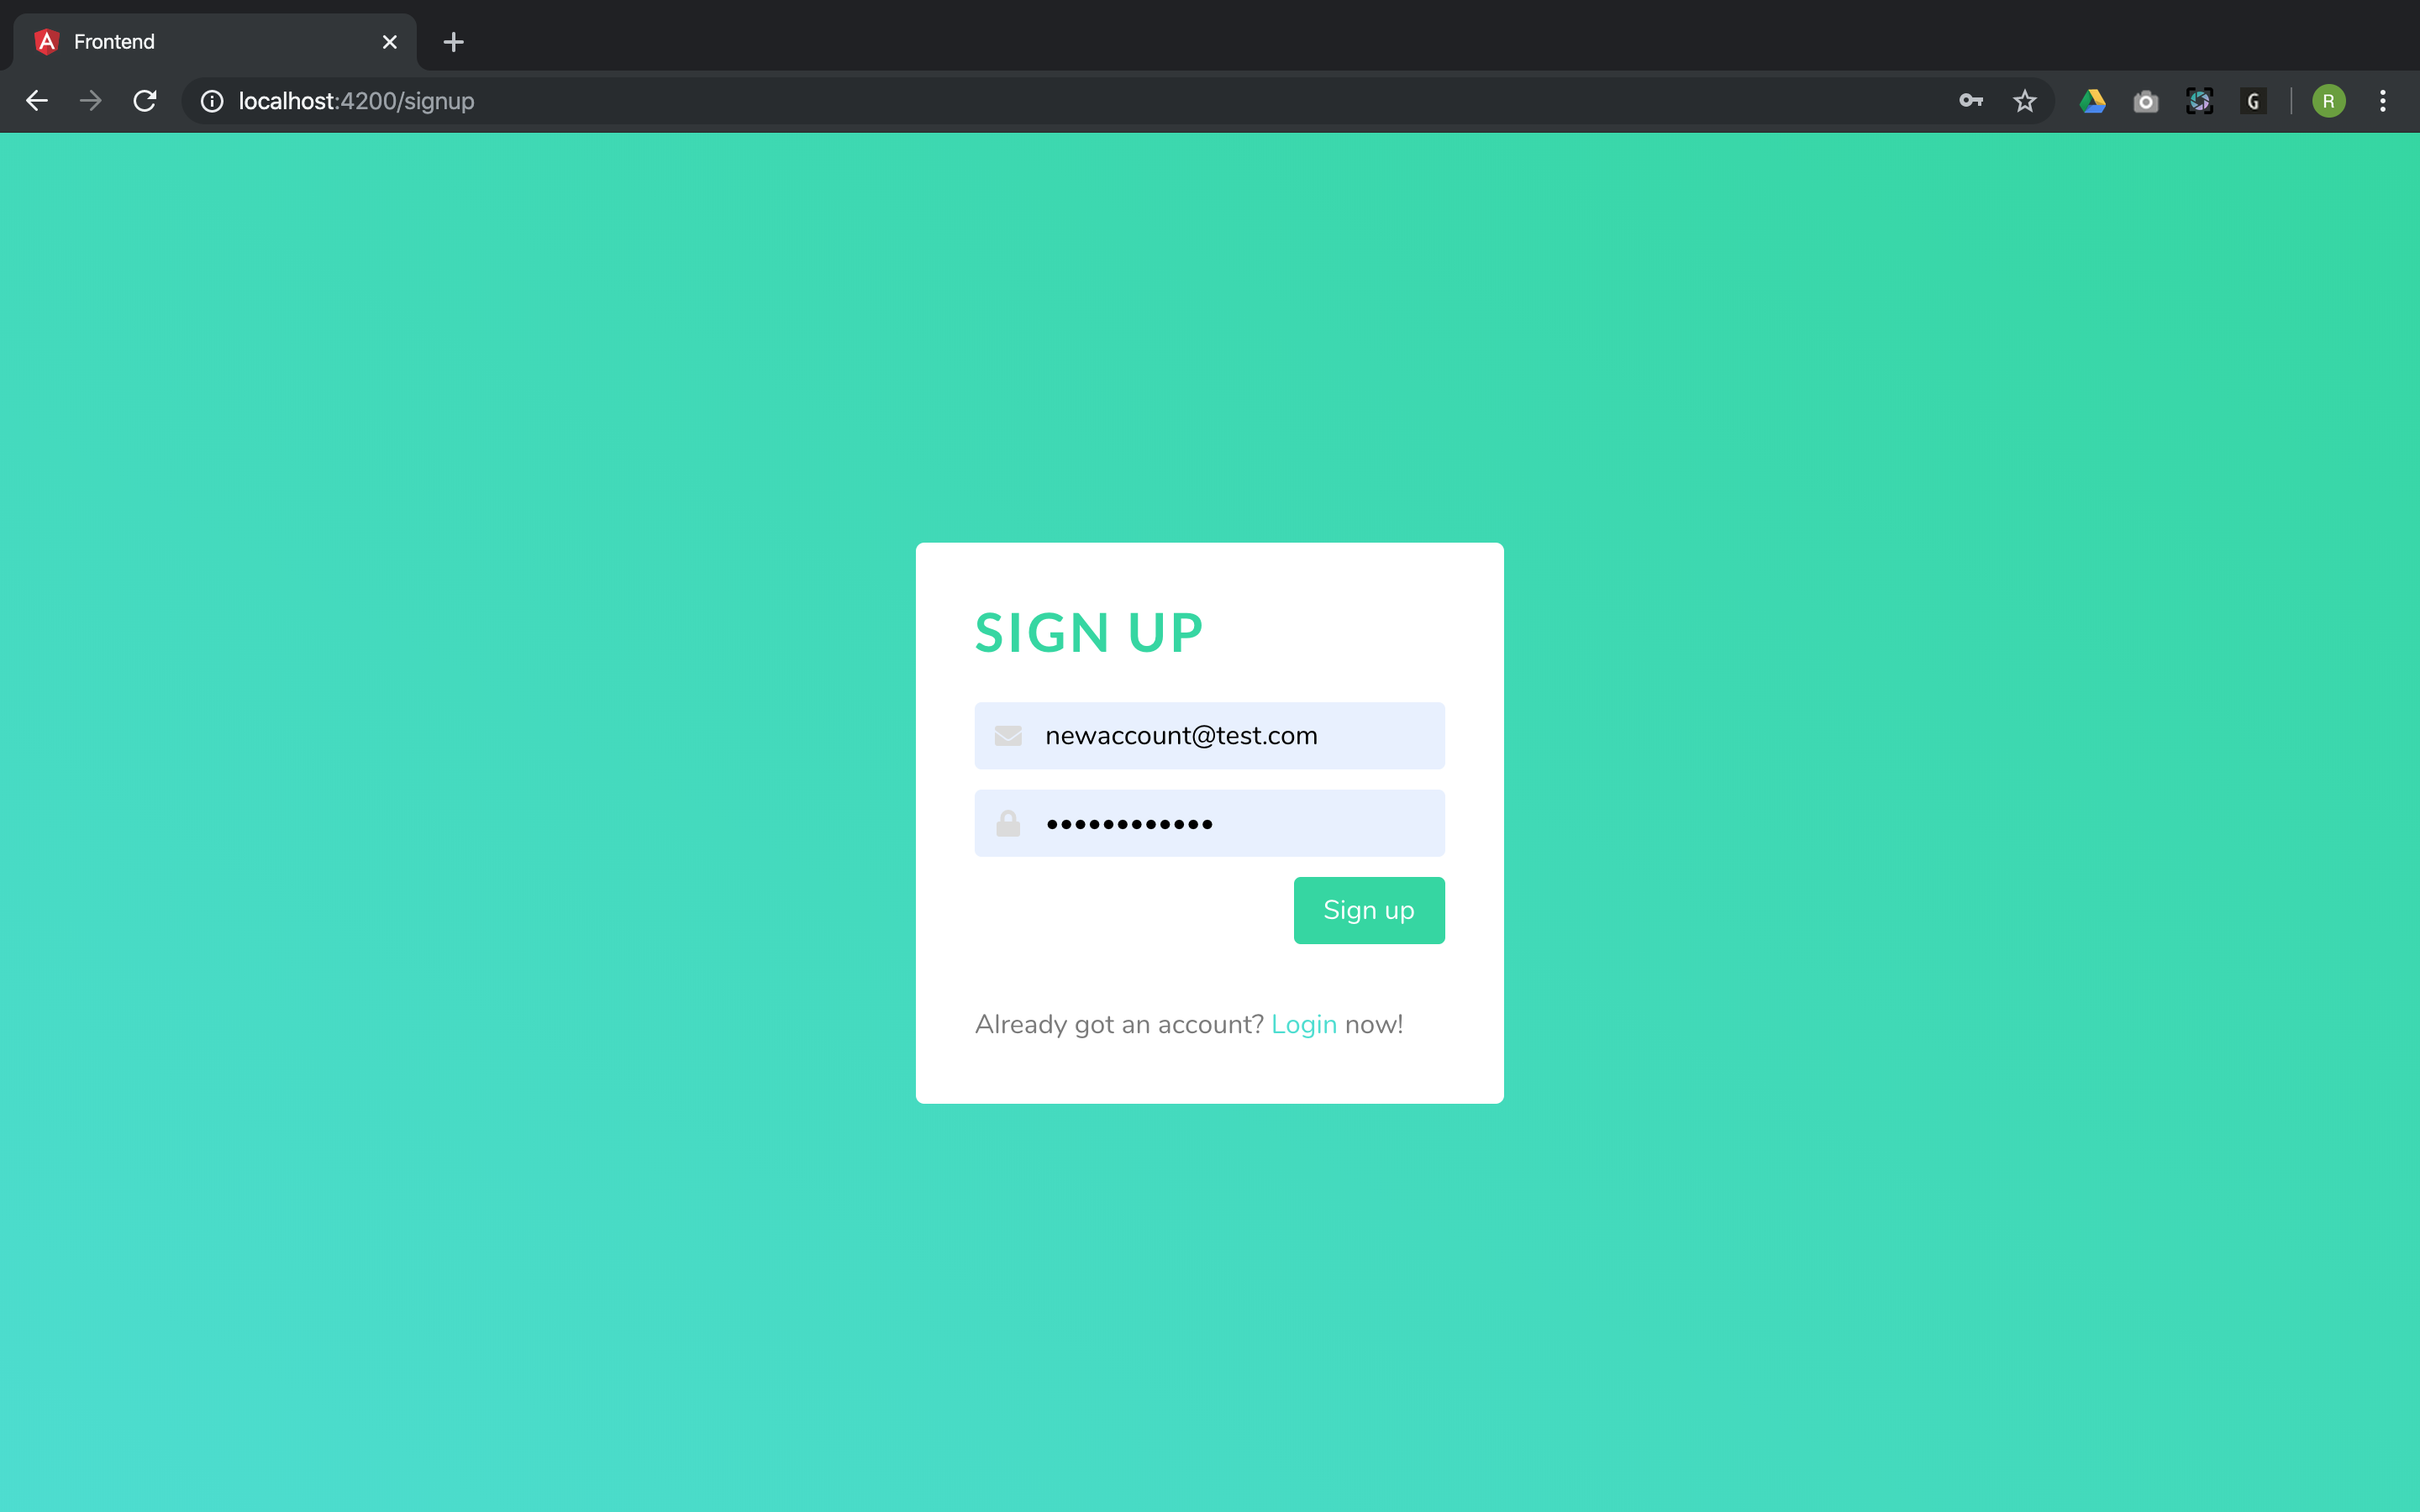 Frontend
localhost:4200/signup
G
R
SIGN UP
newaccount@test.com
••••••••••••
Sign up
Already got an account? Login now!